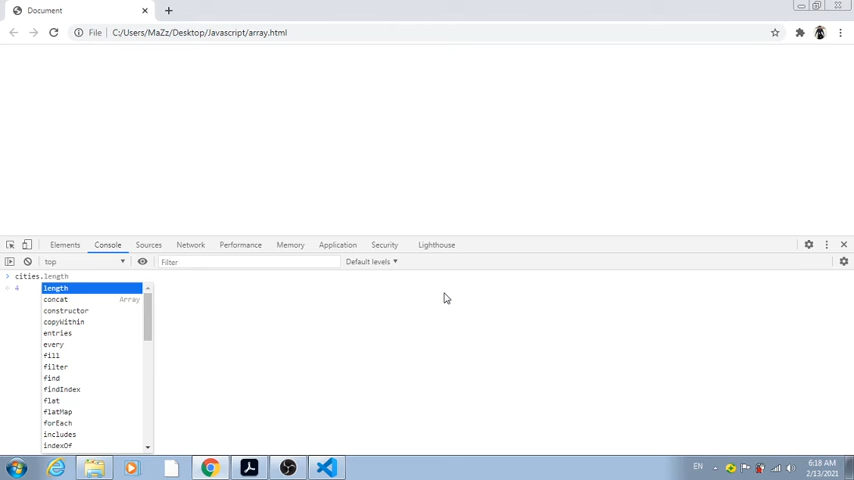 Document
File C:/Users/MaZz/Desktop/Javascript/array.html
Elements Console Sources Network Performance Memory Application Security Lighthouse
top Filter Default levels
cities.length
4
length
concat Array
constructor
copyWithin
entries
every
fill
filter
find
findIndex
flat
flatMap
forEach
includes
indexOf
EN 6:18 AM
2/13/2021